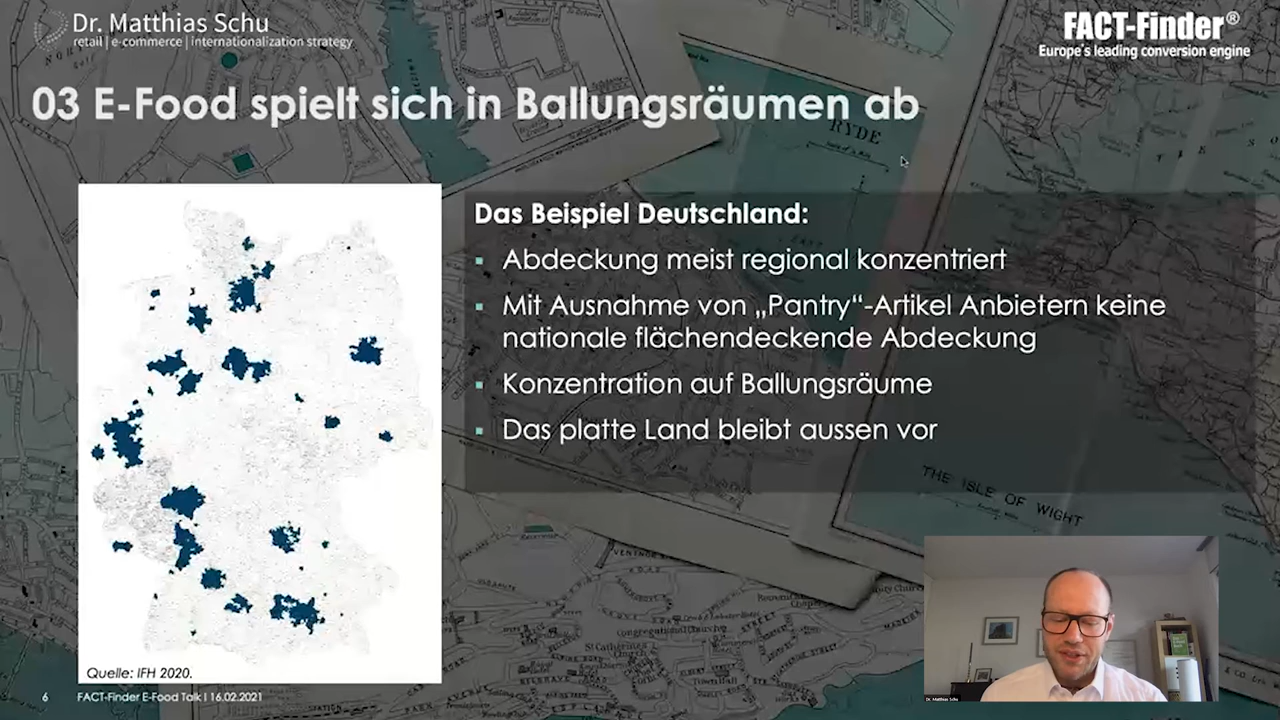 Dr. Matthias Schu
retail | e-commerce | internationalization strategy
FACT-Finder®
Europe's leading conversion engine
03 E-Food spielt sich in Ballungsräumen ab
RYDE
Das Beispiel Deutschland:
Abdeckung meist regional konzentriert
Mit Ausnahme von „Pantry“-Artikel Anbietern keine
nationale flächendeckende Abdeckung
Konzentration auf Ballungsräume
Das platte Land bleibt aussen vor
THE ISLE OF WIGHT
Quelle: IFH 2020.
6
FACT-Finder E-Food Talk I 16.02.2021
Dr. Matthias Schu